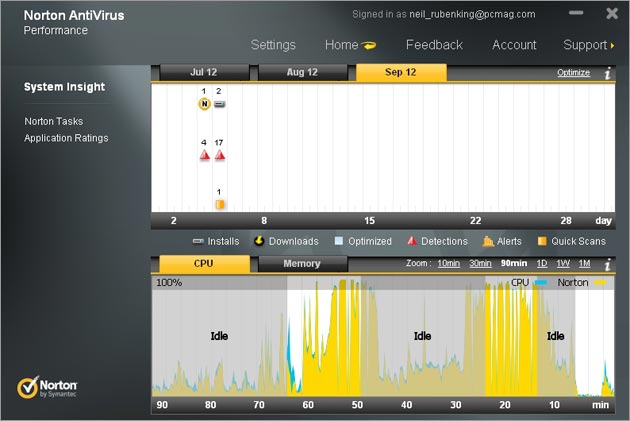 Norton AntiVirus
Performance
Signed in as neil_rubenking@pcmag.com
Settings Home Feedback Account Support
System Insight
Norton Tasks
Application Ratings
Jul 12 Aug 12 Sep 12 Optimize i
1 2
N
4 17
1
2 8 15 22 28 day
Installs Downloads Optimized Detections Alerts Quick Scans
CPU Memory Zoom : 10min 30min 90min 1D 1W 1M i
100% CPU Norton
Idle Idle Idle
90 80 70 60 50 40 30 20 10 min
Norton
by Symantec